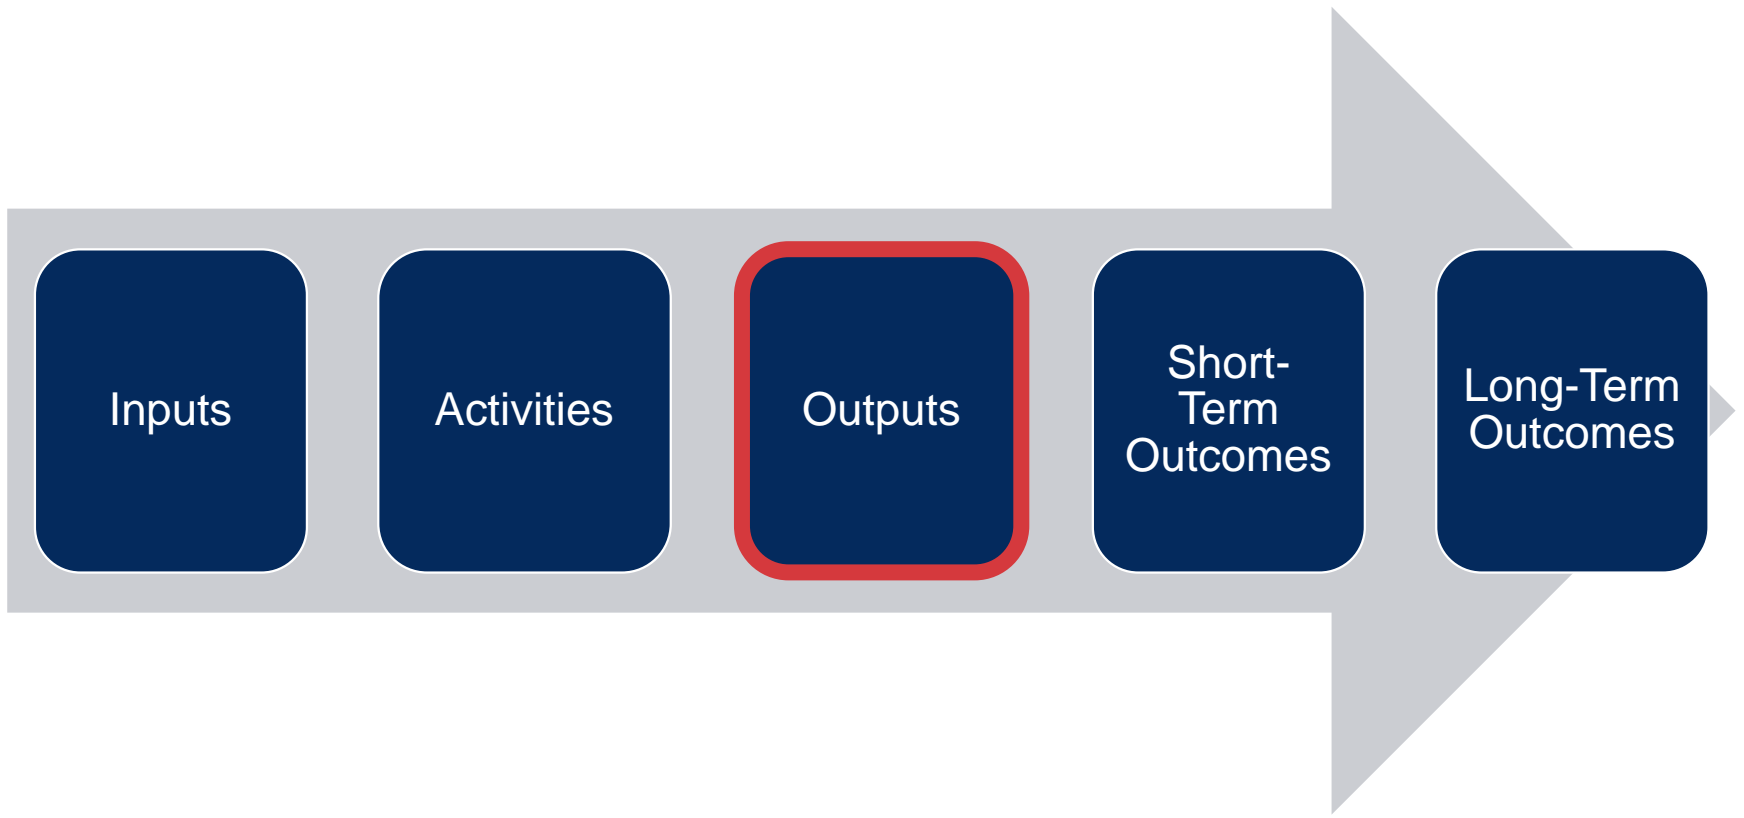 Inputs
Activities
Outputs
Short-
Term
Outcomes
Long-Term
Outcomes